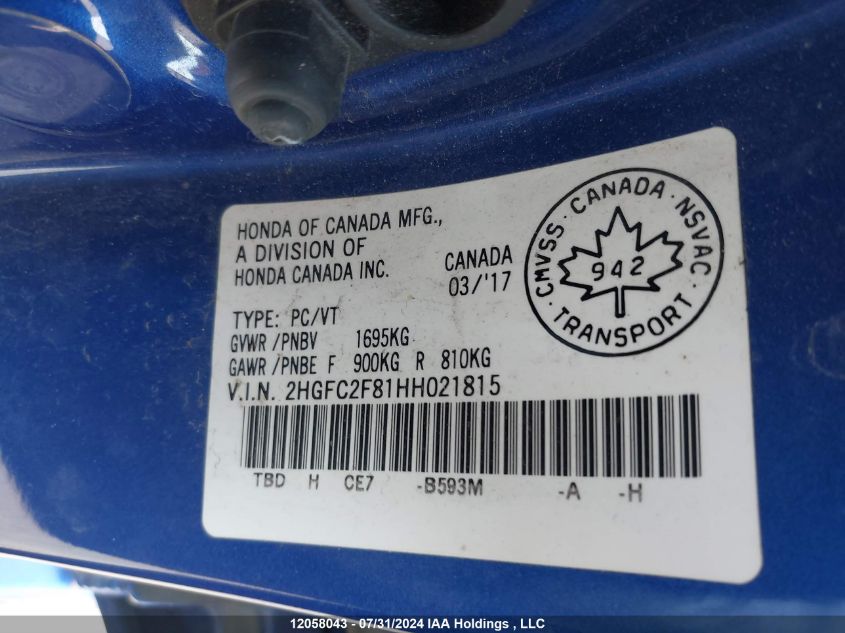 HONDA OF CANADA MFG.,
A DIVISION OF
HONDA CANADA INC.
CANADA
03/'17
TYPE: PC/VT
GVWR/PNBV 1695KG
GAWR/PNBE F 900KG R 810KG
V.I.N. 2HGFC2F81HH021815
TBD H CE7 -B593M -A -H
CMVSS · CANADA · NSVAC
942
· TRANSPORT ·
12058043 - 07/31/2024 IAA Holdings , LLC